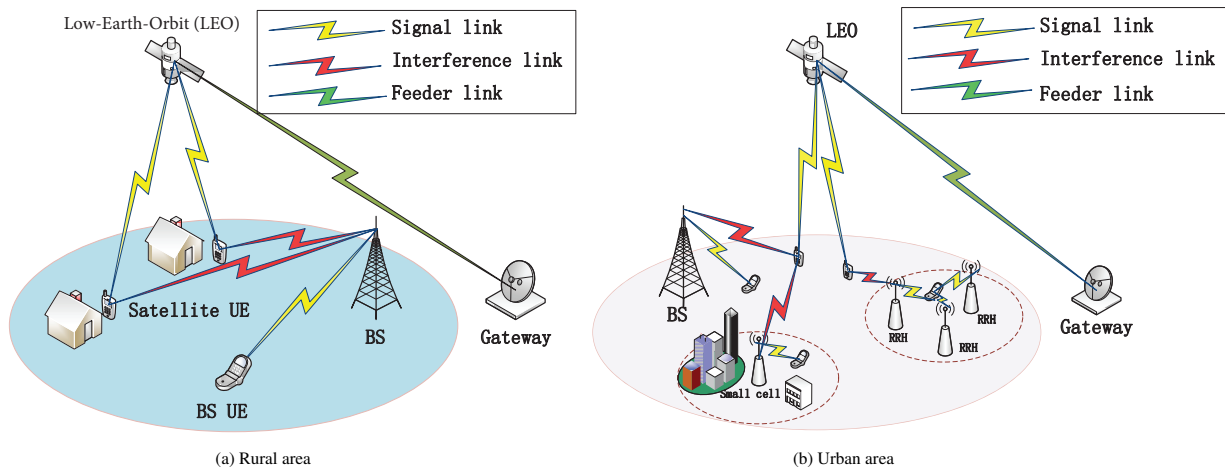 Low-Earth-Orbit (LEO)
Signal link
Interference link
Feeder link
Satellite UE
BS
Gateway
BS UE
(a) Rural area
LEO
Signal link
Interference link
Feeder link
BS
RRH
RRH
RRH
Gateway
Small cell
(b) Urban area